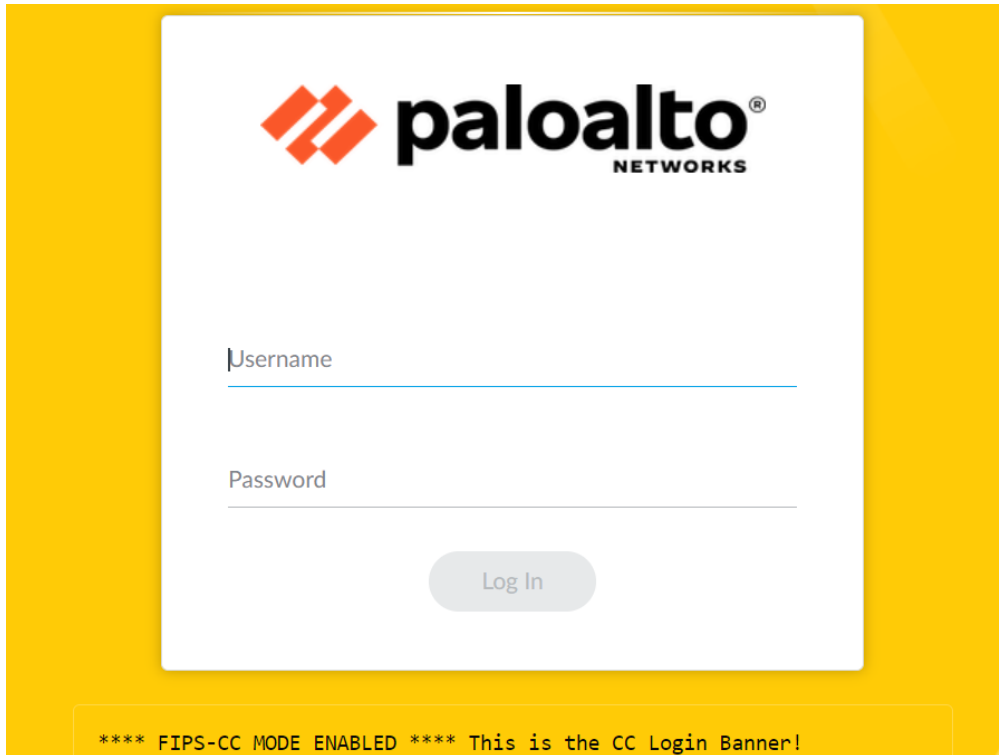 paloalto®
NETWORKS
Username
Password
Log In
**** FIPS-CC MODE ENABLED **** This is the CC Login Banner!